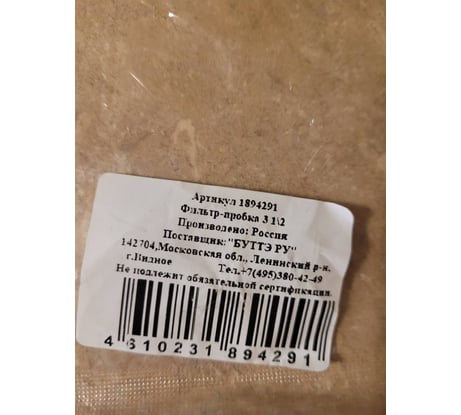 Артикул 1894291
Фильтр-пробка 3 1\2
Произведено: Россия
Поставщик: "БУТТЭ РУ"
142704,Московская обл., Ленинский р-н.
г.Видное Тел.+7(495)380-42-49
Не подлежит обязательной сертификации.
4 610231 894291